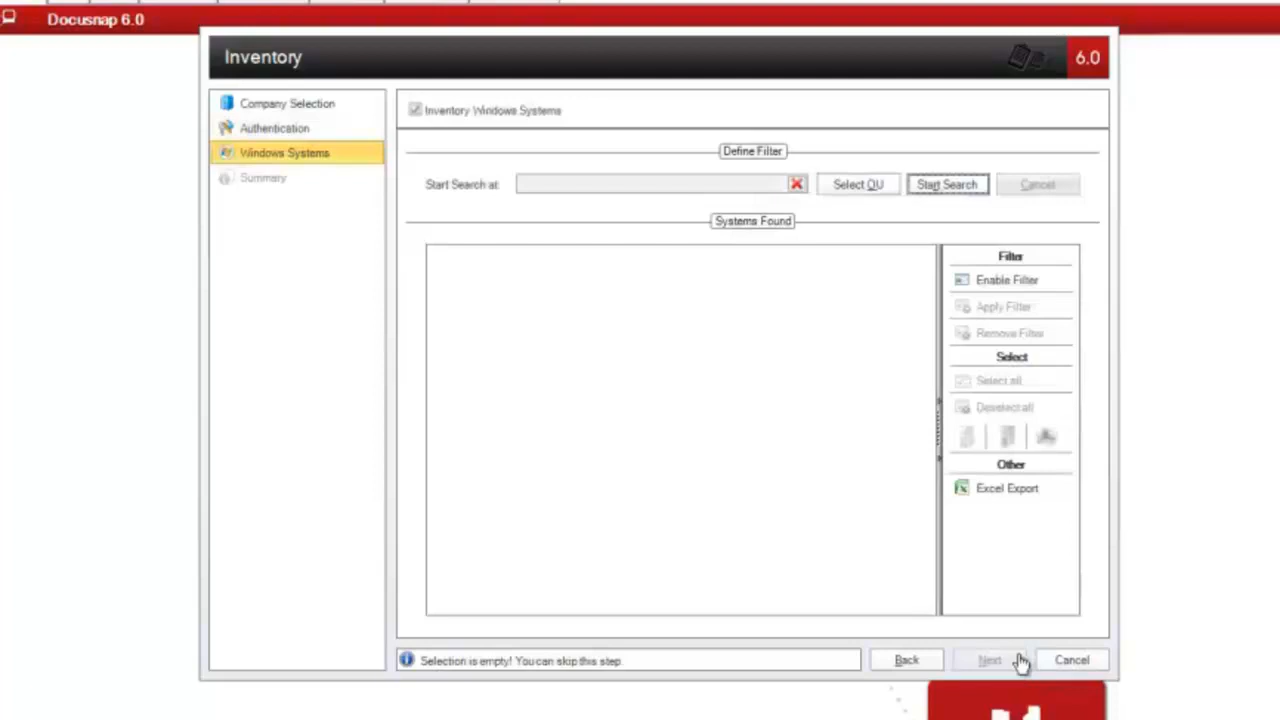 Docusnap 6.0
Inventory
6.0
Company Selection
Authentication
Windows Systems
Summary
Inventory Windows Systems
Define Filter
Start Search at:
Select OU
Start Search
Cancel
Systems Found
Filter
Enable Filter
Apply Filter
Remove Filter
Select
Select all
Deselect all
Other
Excel Export
Selection is empty! You can skip this step.
Back
Next
Cancel